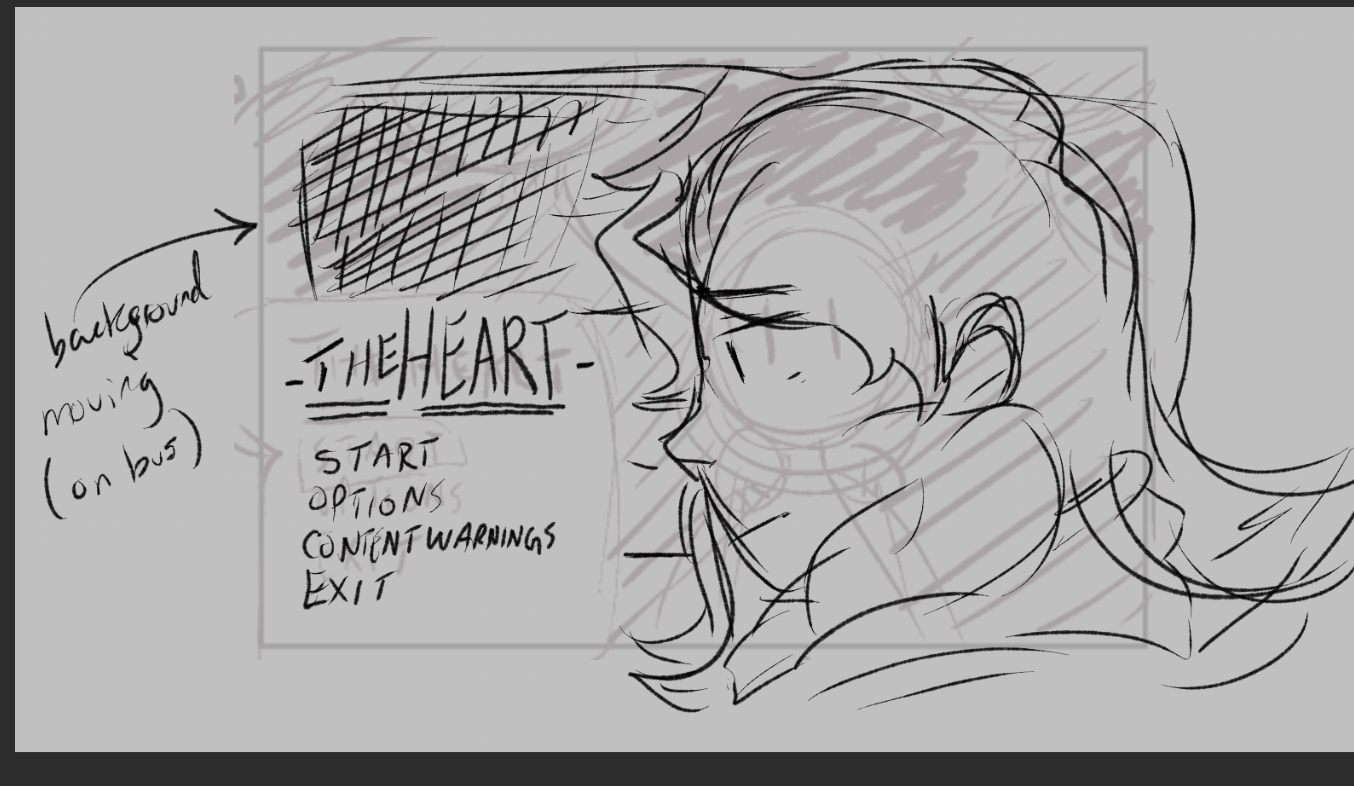 background
moving
(on bus)
-THE HEART-
START
OPTIONS
CONTENT WARNINGS
EXIT